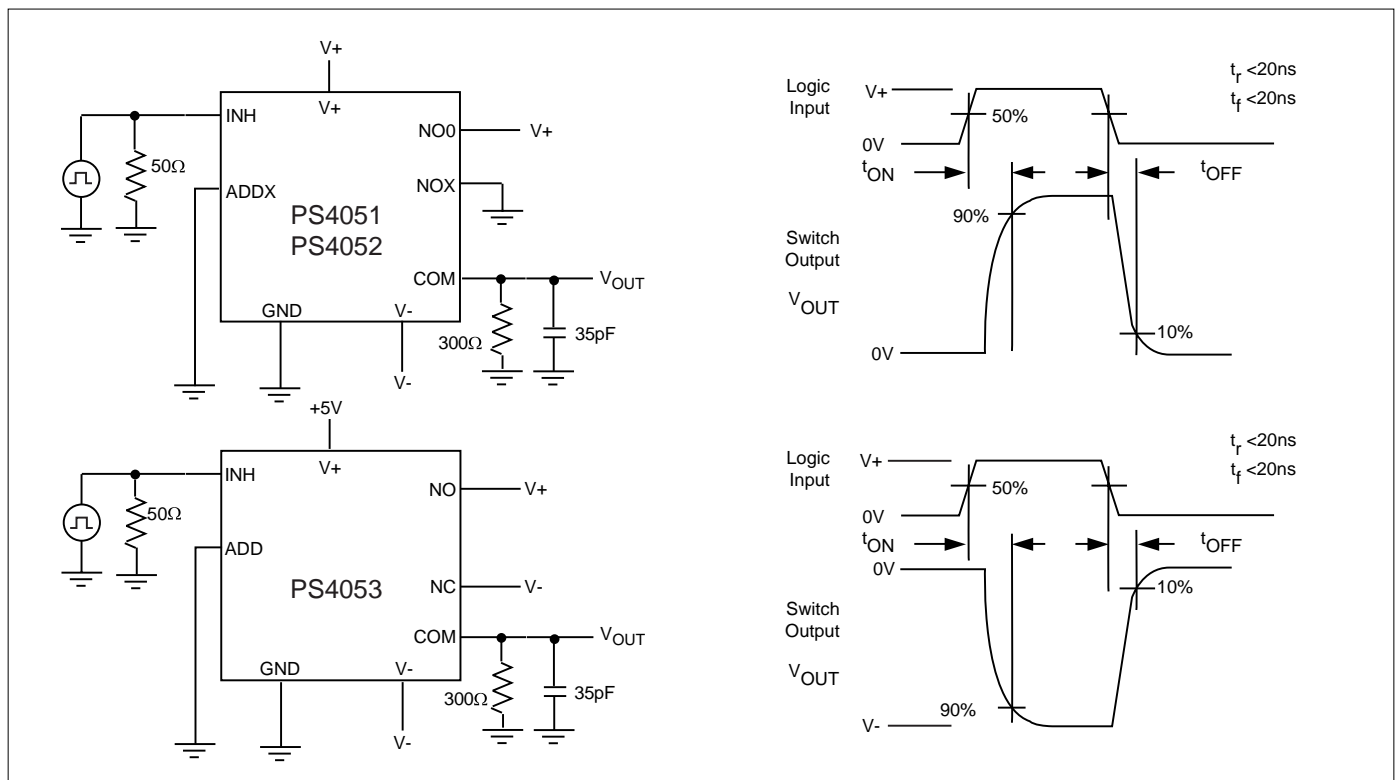 V+
V+
INH
50Ω
ADDX
NO0
V+
NOX
PS4051
PS4052
COM
VOUT
GND
V-
300Ω
35pF
V-
Logic
Input
V+
50%
0V
tr <20ns
tf <20ns
tON
tOFF
90%
Switch
Output
VOUT
10%
0V
+5V
V+
INH
50Ω
ADD
NO
V+
PS4053
NC
V-
COM
VOUT
GND
V-
300Ω
35pF
V-
Logic
Input
V+
50%
0V
tr <20ns
tf <20ns
tON
tOFF
0V
10%
Switch
Output
VOUT
90%
V-